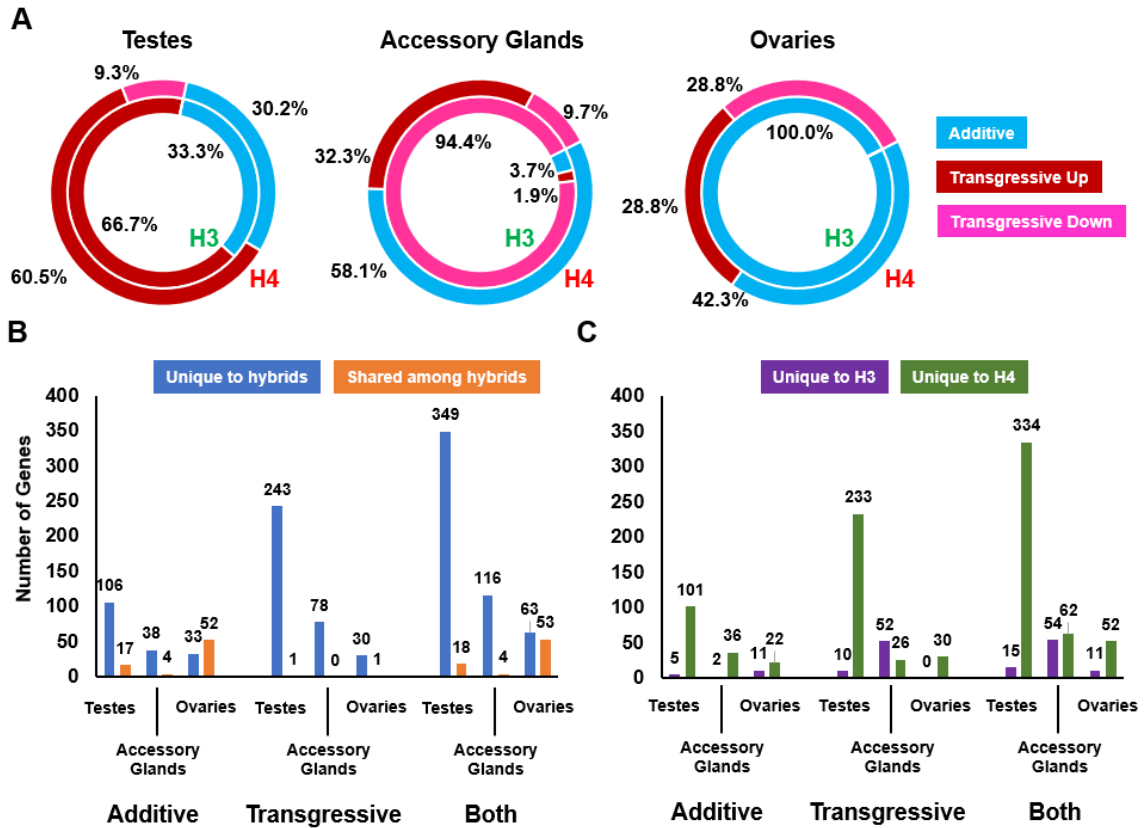 A
Testes
Accessory Glands
Ovaries
9.3%
30.2%
33.3%
66.7%
60.5%
H3
H4
9.7%
94.4%
32.3%
3.7%
1.9%
58.1%
H3
H4
28.8%
100.0%
28.8%
42.3%
H3
H4
Additive
Transgressive Up
Transgressive Down
B
Unique to hybrids
Shared among hybrids
Number of Genes
400
350
300
250
200
150
100
50
0
106
17
38
4
33
52
243
1
78
0
30
1
349
18
116
4
63
53
Testes
Ovaries
Testes
Ovaries
Testes
Ovaries
Accessory
Glands
Accessory
Glands
Accessory
Glands
Additive
Transgressive
Both
C
Unique to H3
Unique to H4
400
350
300
250
200
150
100
50
0
5
101
2
36
11
22
10
233
52
26
0
30
15
334
54
62
11
52
Testes
Ovaries
Testes
Ovaries
Testes
Ovaries
Accessory
Glands
Accessory
Glands
Accessory
Glands
Additive
Transgressive
Both